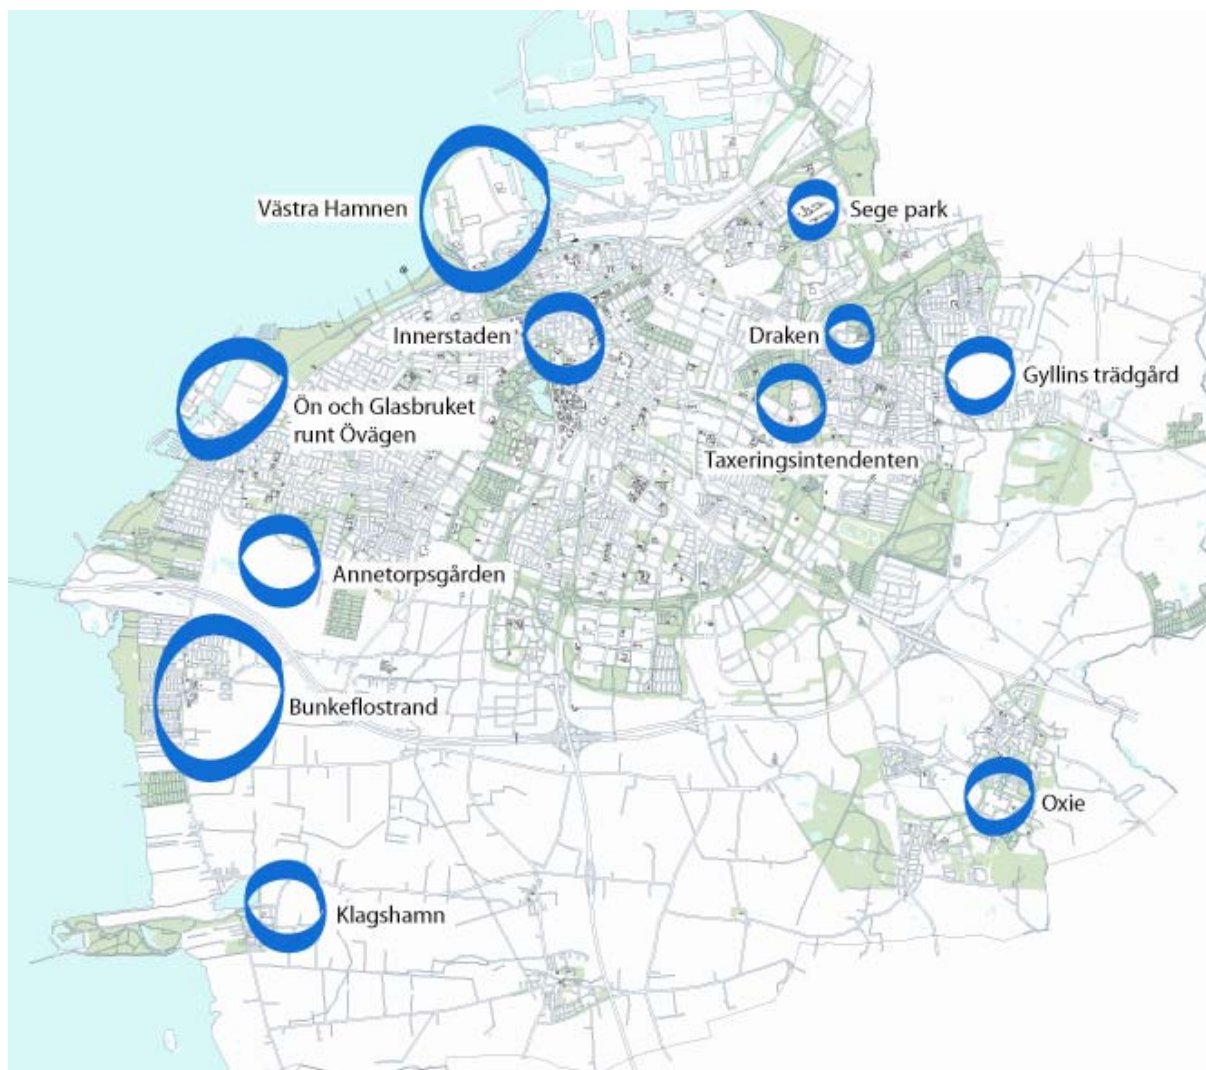 Västra Hamnen
Sege park
Innerstaden
Draken
Gyllins trädgård
Ön och Glasbruket
runt Övägen
Taxeringsintendenten
Annetorpsgården
Bunkeflostrand
Oxie
Klagshamn